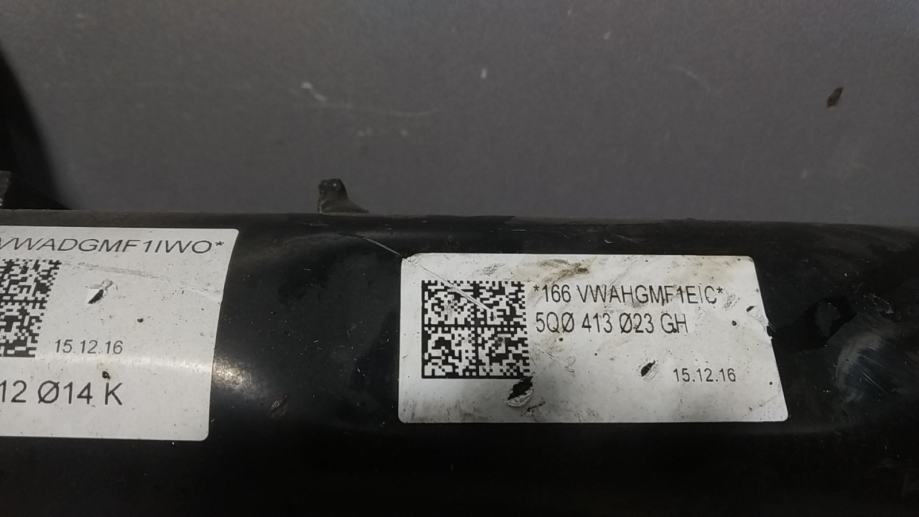 VWADGMF1IWO*
15.12.16
12 Ø14 K
*166 VWAHGMF1EIC*
5QØ 413 Ø23 GH
15.12.16